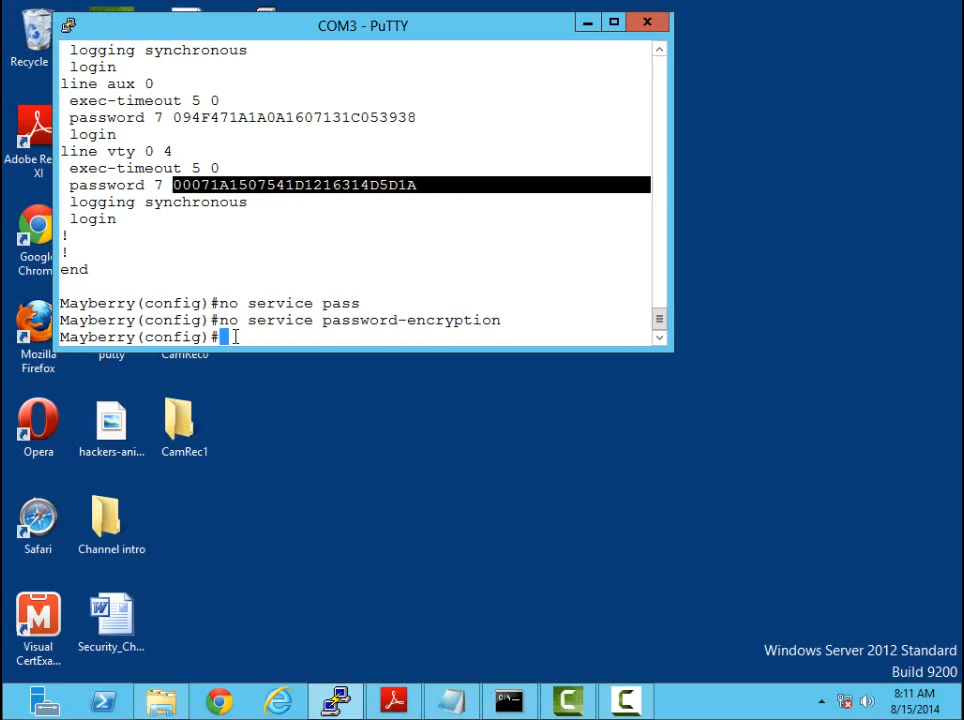 COM3 - PuTTY
logging synchronous
login
line aux 0
exec-timeout 5 0
password 7 094F471A1A0A1607131C053938
login
line vty 0 4
exec-timeout 5 0
password 7 00071A1507541D1216314D5D1A
logging synchronous
login
!
!
end
Mayberry(config)#no service pass
Mayberry(config)#no service password-encryption
Mayberry(config)#
Recycle
Adobe Re
XI
Googl
Chrom
Mozilla
Firefox
putty
CamRec6
Opera
hackers-ani...
CamRec1
Safari
Channel intro
Visual
CertExa...
Security_Ch...
Windows Server 2012 Standard
Build 9200
8:11 AM
8/15/2014